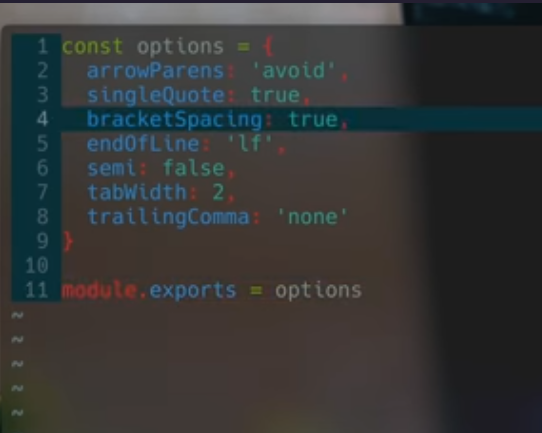 1 const options = {
2   arrowParens: 'avoid',
3   singleQuote: true,
4   bracketSpacing: true,
5   endOfLine: 'lf',
6   semi: false,
7   tabWidth: 2,
8   trailingComma: 'none'
9 }
10
11 module.exports = options
~
~
~
~
~